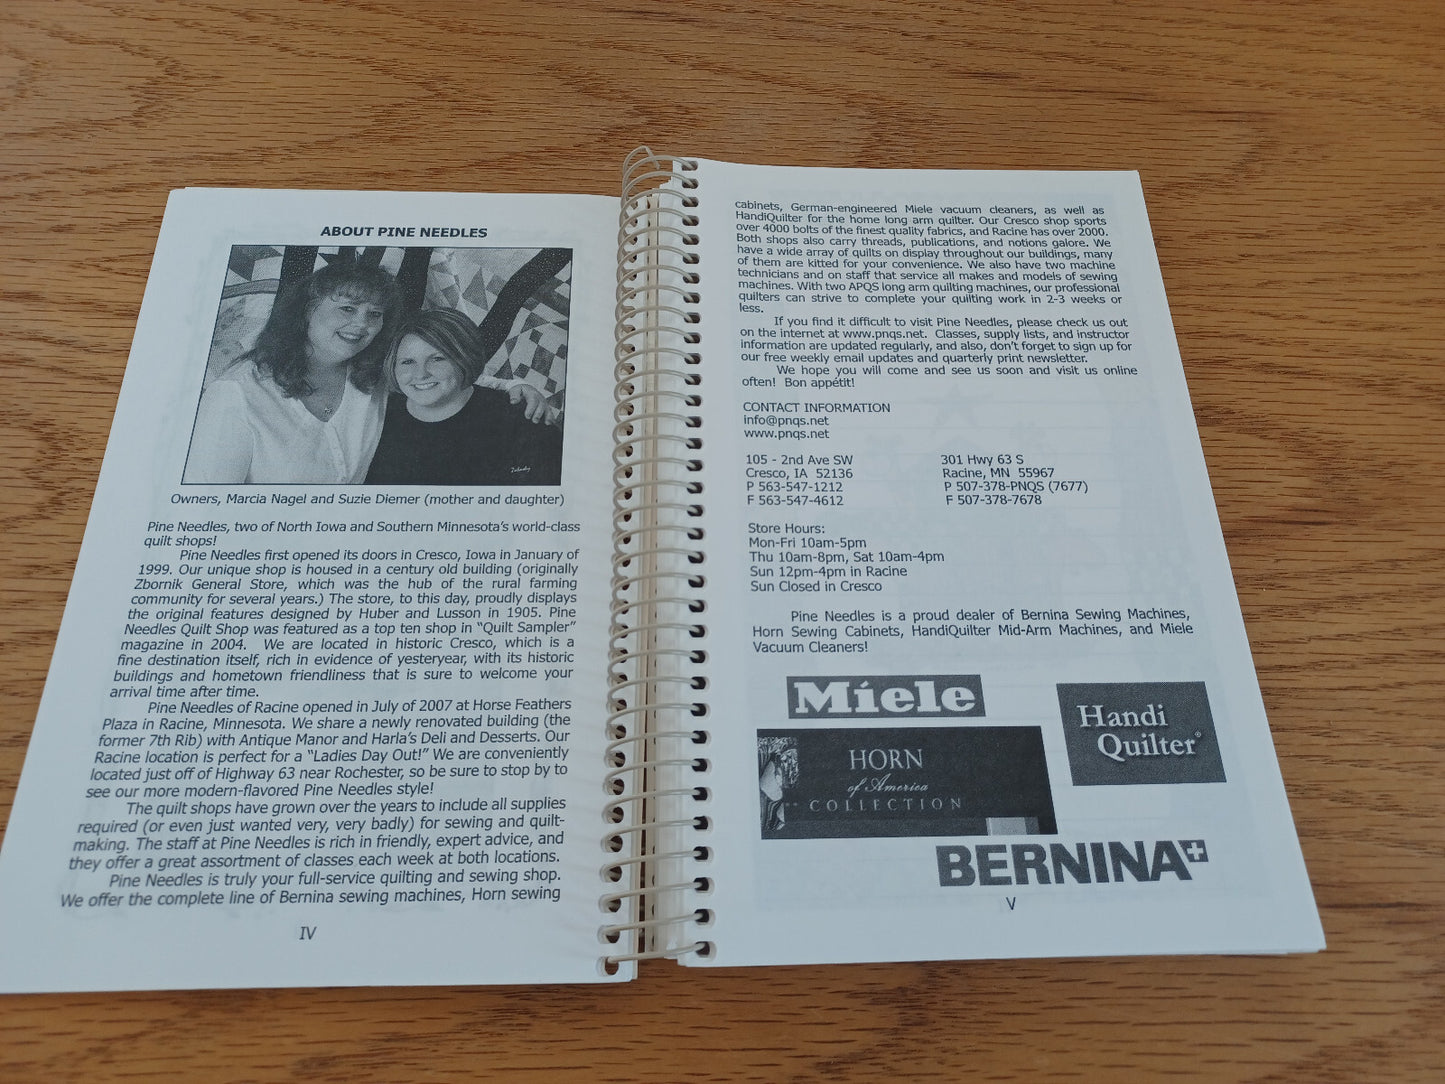 ABOUT PINE NEEDLES
Owners, Marcia Nagel and Suzie Diemer (mother and daughter)
Pine Needles, two of North Iowa and Southern Minnesota's world-class
quilt shops!
Pine Needles first opened its doors in Cresco, Iowa in January of
1999. Our unique shop is housed in a century old building (originally
Zbornik General Store, which was the hub of the rural farming
community for several years.) The store, to this day, proudly displays
the original features designed by Huber and Lusson in 1905. Pine
Needles Quilt Shop was featured as a top ten shop in "Quilt Sampler"
magazine in 2004. We are located in historic Cresco, which is a
fine destination itself, rich in evidence of yesteryear, with its historic
buildings and hometown friendliness that is sure to welcome your
arrival time after time.
Pine Needles of Racine opened in July of 2007 at Horse Feathers
Plaza in Racine, Minnesota. We share a newly renovated building (the
former 7th Rib) with Antique Manor and Harla's Deli and Desserts. Our
Racine location is perfect for a "Ladies Day Out!" We are conveniently
located just off of Highway 63 near Rochester, so be sure to stop by to
see our more modern-flavored Pine Needles style!
The quilt shops have grown over the years to include all supplies
required (or even just wanted very, very badly) for sewing and quilt-
making. The staff at Pine Needles is rich in friendly, expert advice, and
they offer a great assortment of classes each week at both locations.
Pine Needles is truly your full-service quilting and sewing shop.
We offer the complete line of Bernina sewing machines, Horn sewing
IV
cabinets, German-engineered Miele vacuum cleaners, as well as
HandiQuilter for the home long arm quilter. Our Cresco shop sports
over 4000 bolts of the finest quality fabrics, and Racine has over 2000.
Both shops also carry threads, publications, and notions galore. We
have a wide array of quilts on display throughout our buildings, many
of them are kitted for your convenience. We also have two machine
technicians and on staff that service all makes and models of sewing
machines. With two APQS long arm quilting machines, our professional
quilters can strive to complete your quilting work in 2-3 weeks or
less.
If you find it difficult to visit Pine Needles, please check us out
on the internet at www.pnqs.net. Classes, supply lists, and instructor
information are updated regularly, and also, don't forget to sign up for
our free weekly email updates and quarterly print newsletter.
We hope you will come and see us soon and visit us online
often! Bon appétit!
CONTACT INFORMATION
info@pnqs.net
www.pnqs.net
105 - 2nd Ave SW
Cresco, IA 52136
P 563-547-1212
F 563-547-4612
301 Hwy 63 S
Racine, MN 55967
P 507-378-PNQS (7677)
F 507-378-7678
Store Hours:
Mon-Fri 10am-5pm
Thu 10am-8pm, Sat 10am-4pm
Sun 12pm-4pm in Racine
Sun Closed in Cresco
Pine Needles is a proud dealer of Bernina Sewing Machines,
Horn Sewing Cabinets, HandiQuilter Mid-Arm Machines, and Miele
Vacuum Cleaners!
Miele
Handi
Quilter®
HORN
of America
COLLECTION
BERNINA
V